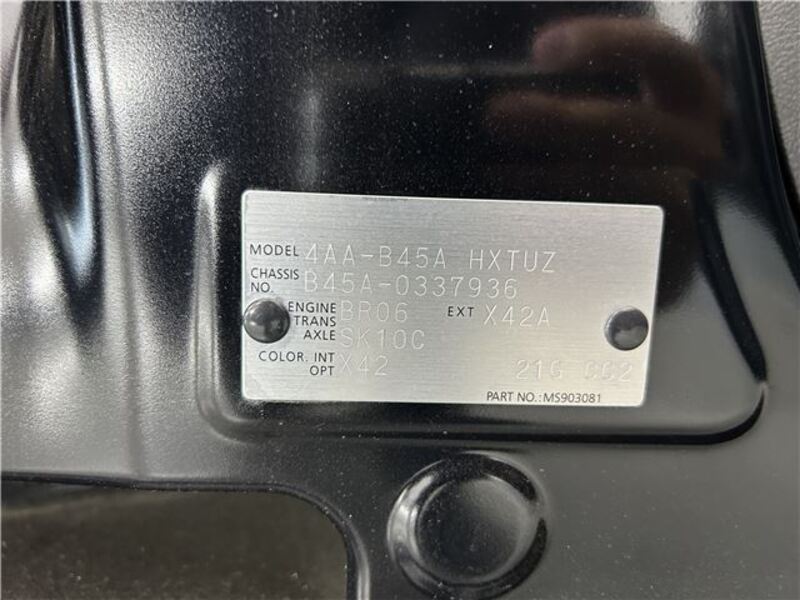 MODEL 4AA-B45A HXTUZ
CHASSIS NO. B45A-0337936
ENGINE BR06 EXT X42A
TRANS AXLE SK10C
COLOR. INT X42
OPT 21G CC2
PART NO.: MS903081